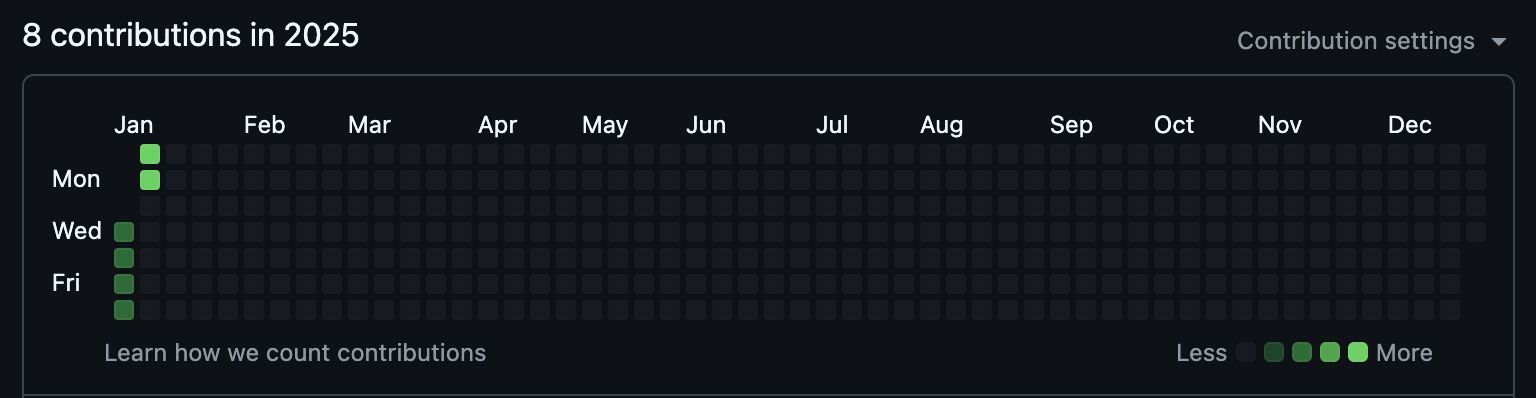 8 contributions in 2025
Contribution settings
Jan Feb Mar Apr May Jun Jul Aug Sep Oct Nov Dec
Mon
Wed
Fri
Learn how we count contributions
Less More